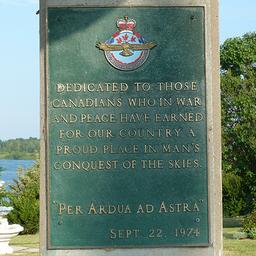 DEDICATED TO THOSE
CANADIANS WHO IN WAR
AND PEACE HAVE EARNED
FOR OUR COUNTRY A
PROUD PLACE IN MAN'S
CONQUEST OF THE SKIES.
"PER ARDUA AD ASTRA"
SEPT. 22, 1974